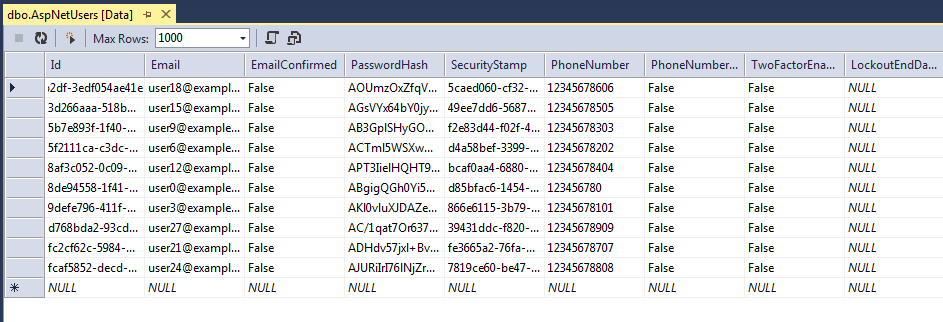 dbo.AspNetUsers [Data]
Max Rows: 1000
Id Email EmailConfirmed PasswordHash SecurityStamp PhoneNumber PhoneNumber... TwoFactorEna... LockoutEndDa...
b2df-3edf054ae41e user18@exampl... False AOUmzOxZfqV... 5caed060-cf32-... 12345678606 False False NULL
3d266aaa-518b... user15@exampl... False AGsVYx64bY0jy... 49ee7dd6-5687... 12345678505 False False NULL
5b7e893f-1f40-... user9@example... False AB3GpISHyGO... f2e83d44-f02f-4... 12345678303 False False NULL
5f2111ca-c3dc-... user6@example... False ACTmI5WSXw... d4a58bef-3399-... 12345678202 False False NULL
8af3c052-0c09-... user12@exampl... False APT3IieIHQHT9... bcaf0aa4-6880-... 12345678404 False False NULL
8de94558-1f41-... user0@example... False ABgigQGh0Yi5... d85bfac6-1454-... 123456780 False False NULL
9defe796-411f-... user3@example... False AKI0vIuXJDAZe... 866e6115-3b79-... 12345678101 False False NULL
d768bda2-93cd... user27@exampl... False AC/1qat7Or637... 39431ddc-f820-... 12345678909 False False NULL
fc2cf62c-5984-... user21@exampl... False ADHdv57jxI+Bv... fe3665a2-76fa-... 12345678707 False False NULL
fcaf5852-decd-... user24@exampl... False AJURiIrI76INjZr... 7819ce60-be47-... 12345678808 False False NULL
NULL NULL NULL NULL NULL NULL NULL NULL NULL